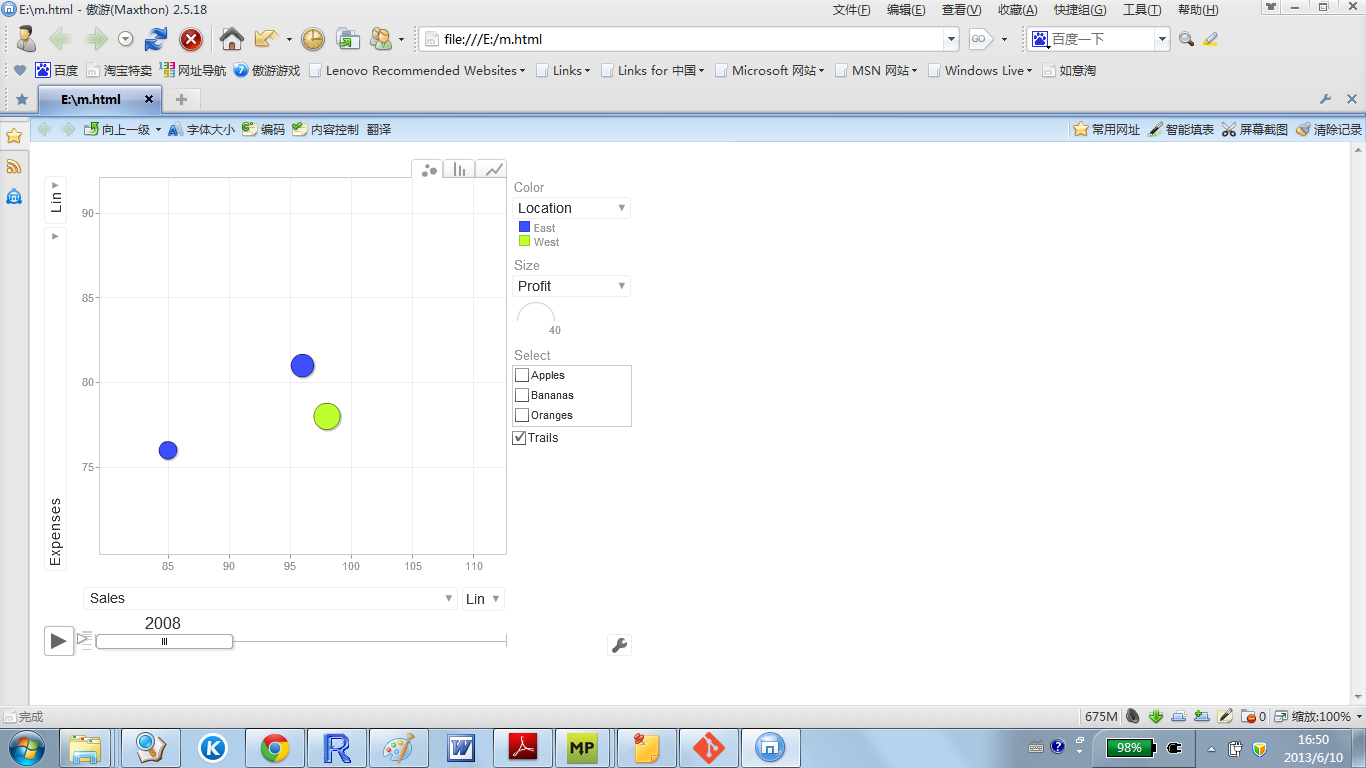 E:\m.html - 傲游(Maxthon) 2.5.18
文件(F) 编辑(E) 查看(V) 收藏(A) 快捷组(G) 工具(T) 帮助(H)
file:///E:/m.html GO 百度一下
百度 淘宝特卖 网址导航 傲游游戏 Lenovo Recommended Websites Links Links for 中国 Microsoft 网站 MSN 网站 Windows Live 如意淘
E:\m.html
向上一级 字体大小 编码 内容控制 翻译 常用网址 智能填表 屏幕截图 清除记录
Color
Location
East
West
Size
Profit
40
Select
Apples
Bananas
Oranges
Trails
Lin
Expenses
90
85
80
75
85 90 95 100 105 110
Sales Lin
2008
完成 675M 0 缩放:100%
98% 16:50
2013/6/10
MP